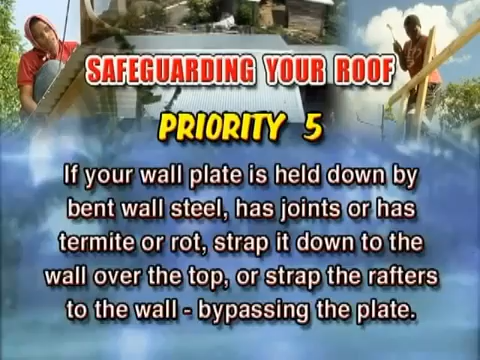 SAFEGUARDING YOUR ROOF
PRIORITY 5
If your wall plate is held down by
bent wall steel, has joints or has
termite or rot, strap it down to the
wall over the top, or strap the rafters
to the wall - bypassing the plate.